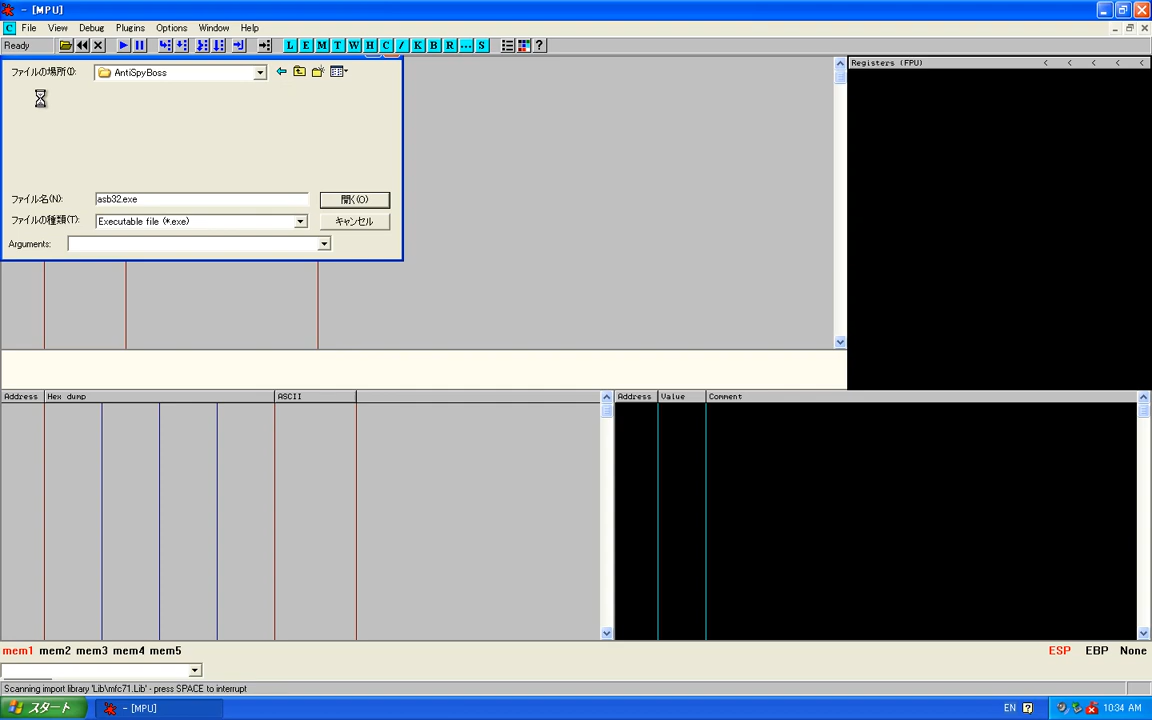 - [MPU]
C File View Debug Plugins Options Window Help
Ready L E M T W H C / K B R ... S ?
Registers (FPU) < < < < <
ファイルの場所(I): AntiSpyBoss
ファイル名(N): asb32.exe 開く(O)
ファイルの種類(T): Executable file (*.exe) キャンセル
Arguments:
Address Hex dump ASCII
Address Value Comment
mem1 mem2 mem3 mem4 mem5
ESP EBP None
Scanning import library 'Lib\mfc71.Lib' - press SPACE to interrupt
スタート - [MPU] EN ? 10:34 AM